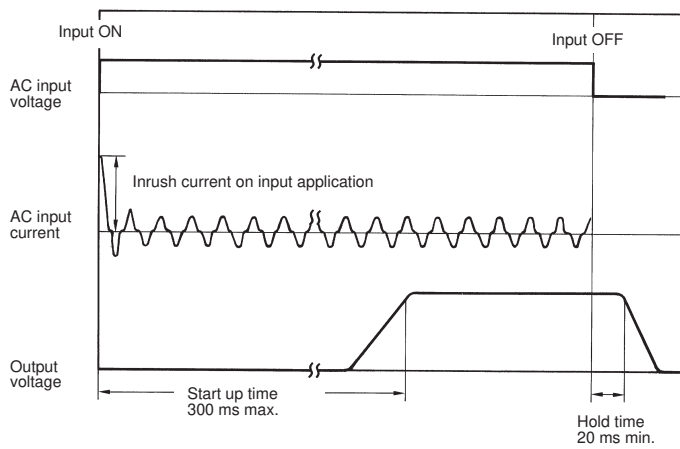 Input ON
Input OFF
AC input
voltage
Inrush current on input application
AC input
current
Output
voltage
Start up time
300 ms max.
Hold time
20 ms min.